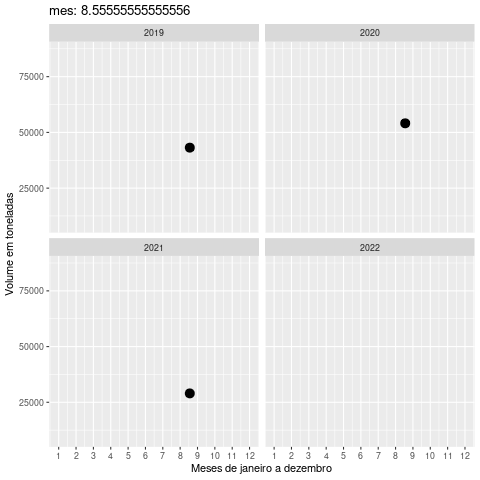 mes: 8.55555555555556
2019 2020
75000
50000
25000
2021 2022
75000
50000
25000
1 2 3 4 5 6 7 8 9 10 11 12 1 2 3 4 5 6 7 8 9 10 11 12
Meses de janeiro a dezembro
Volume em toneladas